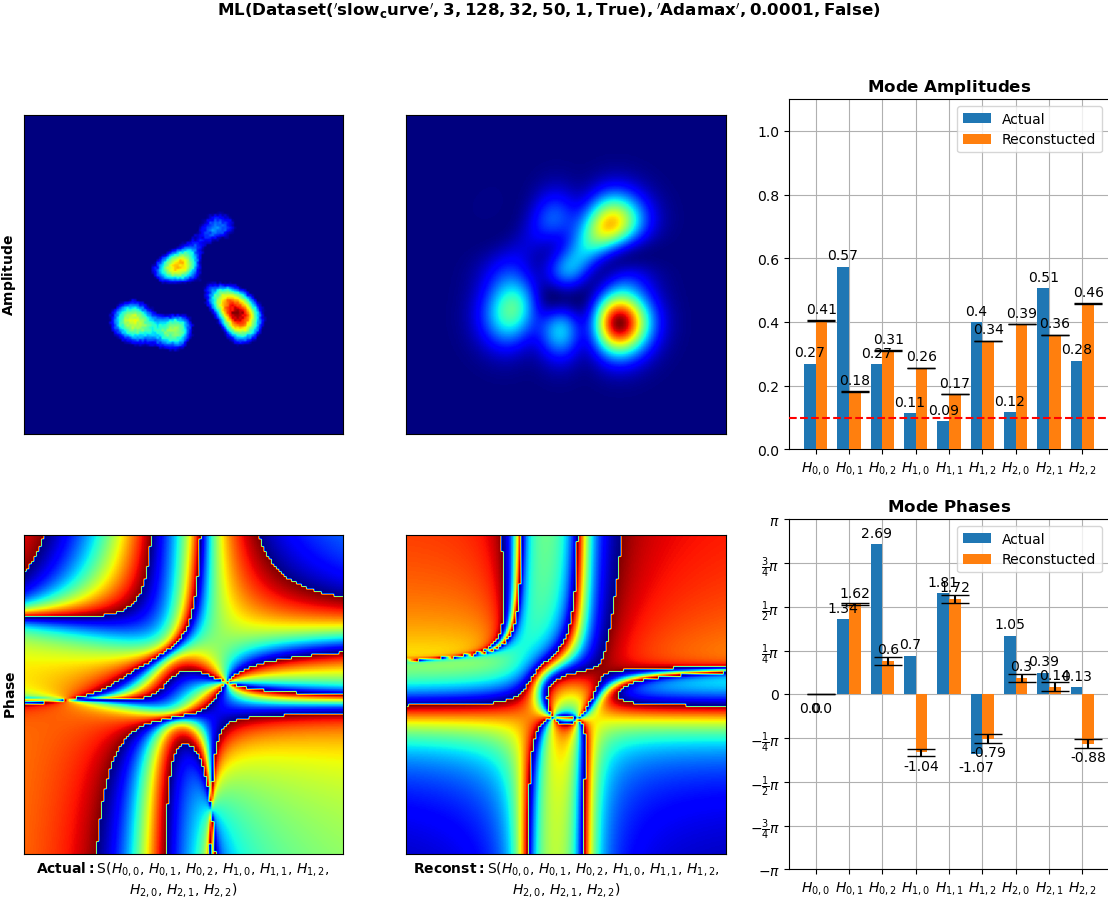 ML(Dataset('slow_curve', 3, 128, 32, 50, 1, True), 'Adamax', 0.0001, False)
Amplitude
Mode Amplitudes
Actual
Reconstucted
1.0
0.8
0.6
0.4
0.2
0.0
0.27 0.41 0.57 0.18 0.27 0.31 0.11 0.26 0.09 0.17 0.4 0.34 0.12 0.39 0.51 0.36 0.28 0.46
H0,0 H0,1 H0,2 H1,0 H1,1 H1,2 H2,0 H2,1 H2,2
Phase
Mode Phases
Actual
Reconstucted
π
3/4π
1/2π
1/4π
0
−1/4π
−1/2π
−3/4π
−π
0.0 0.0 1.34 1.62 2.69 0.6 0.7 -1.04 1.81 1.72 -1.07 -0.79 1.05 0.3 0.39 0.14 0.13 -0.88
H0,0 H0,1 H0,2 H1,0 H1,1 H1,2 H2,0 H2,1 H2,2
Actual: S(H0,0, H0,1, H0,2, H1,0, H1,1, H1,2,
H2,0, H2,1, H2,2)
Reconst: S(H0,0, H0,1, H0,2, H1,0, H1,1, H1,2,
H2,0, H2,1, H2,2)